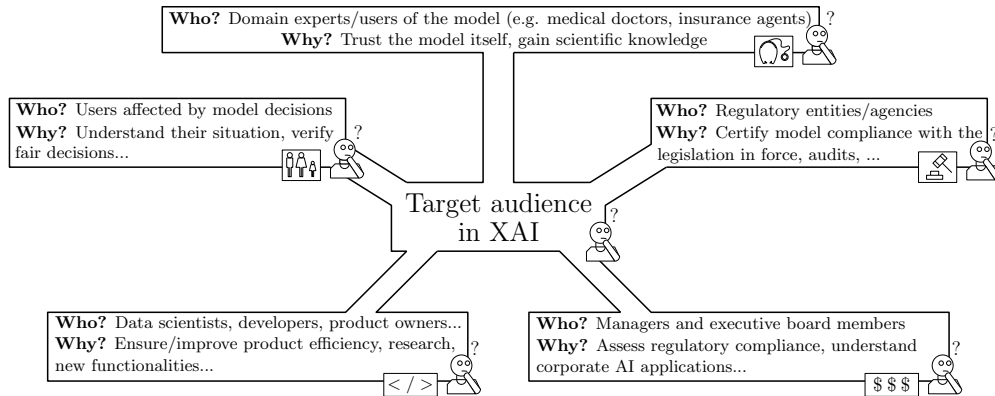 Who? Domain experts/users of the model (e.g. medical doctors, insurance agents)
?
Why? Trust the model itself, gain scientific knowledge
Who? Users affected by model decisions
Why? Understand their situation, verify
?
fair decisions...
Who? Regulatory entities/agencies
Why? Certify model compliance with the
?
legislation in force, audits, ...
Target audience
?
in XAI
Who? Data scientists, developers, product owners...
Why? Ensure/improve product efficiency, research,
?
new functionalities...
< / >
Who? Managers and executive board members
Why? Assess regulatory compliance, understand
?
corporate AI applications...
$ $ $